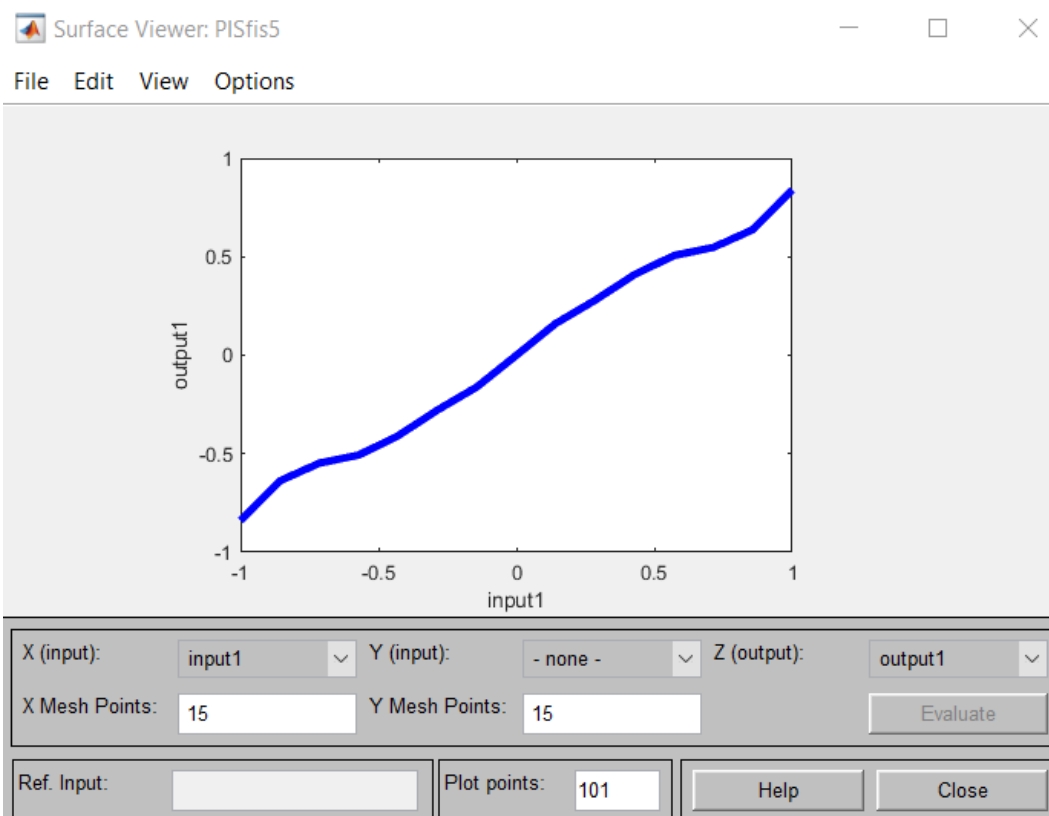 Surface Viewer: PISfis5
File Edit View Options
1
0.5
0
-0.5
-1
output1
-1 -0.5 0 0.5 1
input1
X (input): input1 Y (input): - none - Z (output): output1
X Mesh Points: 15 Y Mesh Points: 15 Evaluate
Ref. Input: Plot points: 101 Help Close